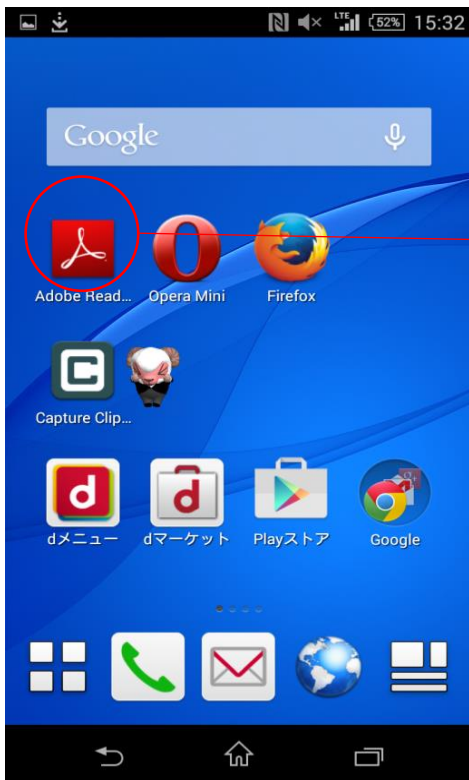 LTE 52% 15:32
Google
Adobe Read... Opera Mini Firefox
C
Capture Clip...
d d
dメニュー dマーケット Playストア Google